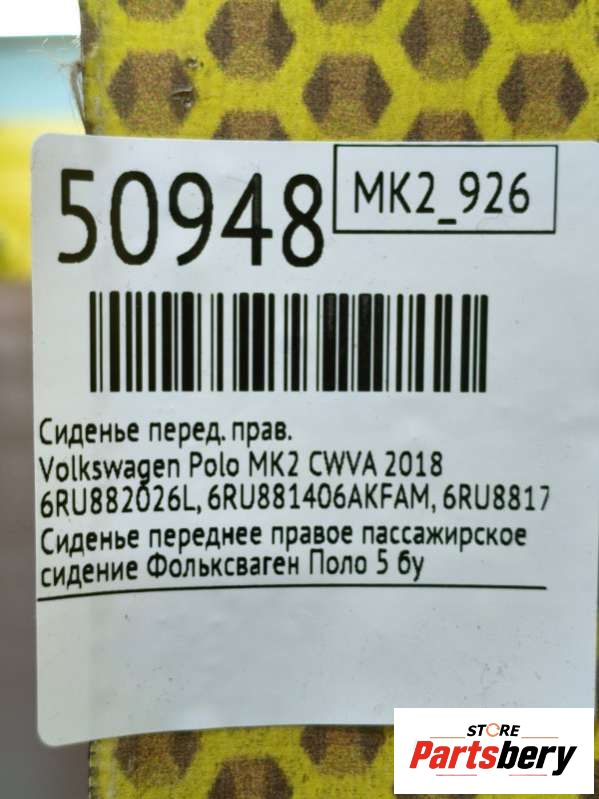 50948
MK2_926
Сиденье перед. прав.
Volkswagen Polo MK2 CWVA 2018
6RU882026L, 6RU881406AKFAM, 6RU8817
Сиденье переднее правое пассажирское
сидение Фольксваген Поло 5 бу
STORE
Partsbery